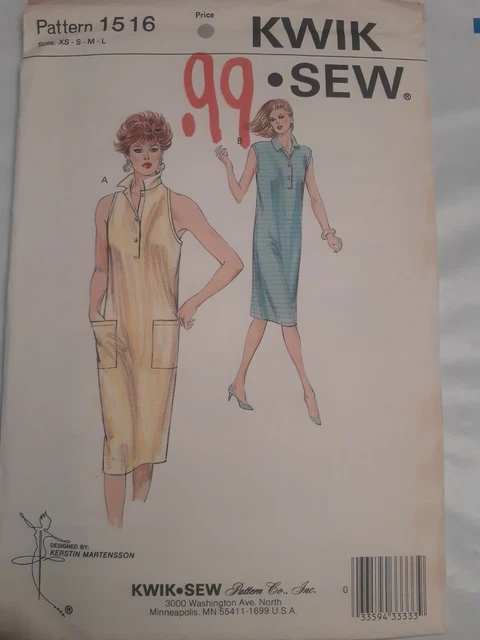 Pattern 1516
Sizes: XS - S - M - L
Price
KWIK
•SEW®
.99
A
B
DESIGNED BY:
KERSTIN MARTENSSON
®
KWIK•SEW Pattern Co., Inc.
3000 Washington Ave. North
Minneapolis, MN 55411-1699 U.S.A.
0
33594 33333